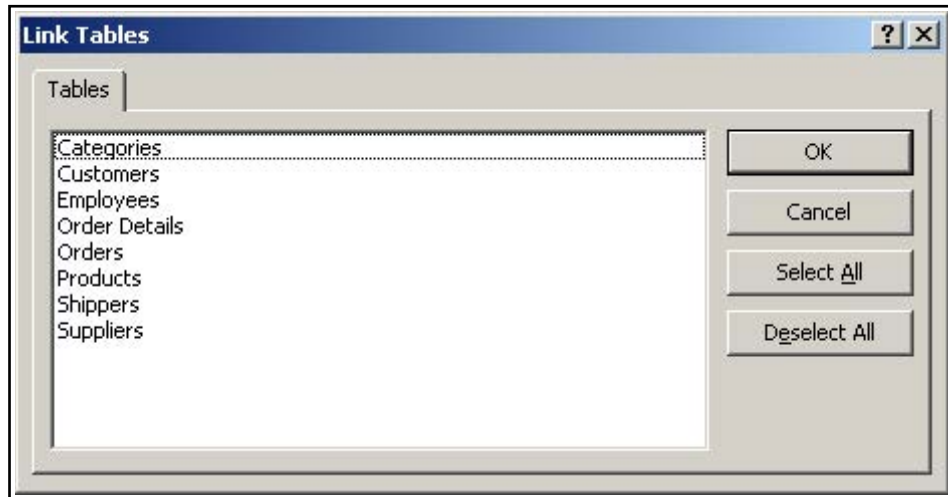 Link Tables
Tables
Categories
Customers
Employees
Order Details
Orders
Products
Shippers
Suppliers
OK
Cancel
Select All
Deselect All